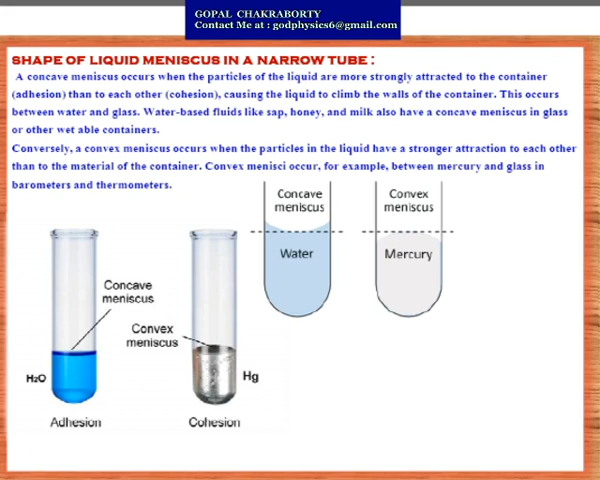 GOPAL CHAKRABORTY
Contact Me at : godphysics6@gmail.com
SHAPE OF LIQUID MENISCUS IN A NARROW TUBE :
A concave meniscus occurs when the particles of the liquid are more strongly attracted to the container
(adhesion) than to each other (cohesion), causing the liquid to climb the walls of the container. This occurs
between water and glass. Water-based fluids like sap, honey, and milk also have a concave meniscus in glass
or other wet able containers.
Conversely, a convex meniscus occurs when the particles in the liquid have a stronger attraction to each other
than to the material of the container. Convex menisci occur, for example, between mercury and glass in
barometers and thermometers.
Concave
meniscus
Convex
meniscus
Water
Mercury
Concave
meniscus
Convex
meniscus
H2O
Hg
Adhesion
Cohesion